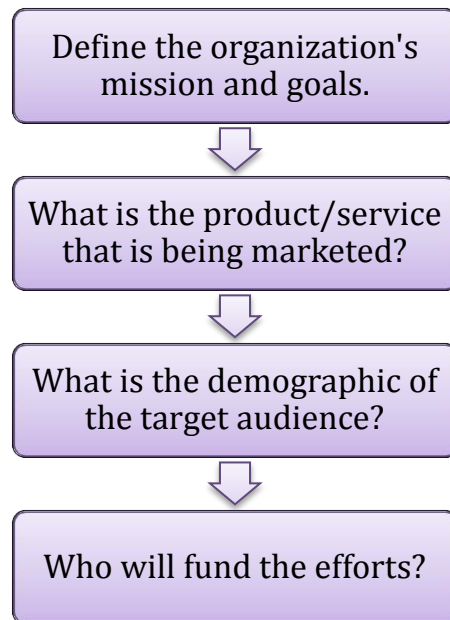 Define the organization's
mission and goals.
What is the product/service
that is being marketed?
What is the demographic of
the target audience?
Who will fund the efforts?